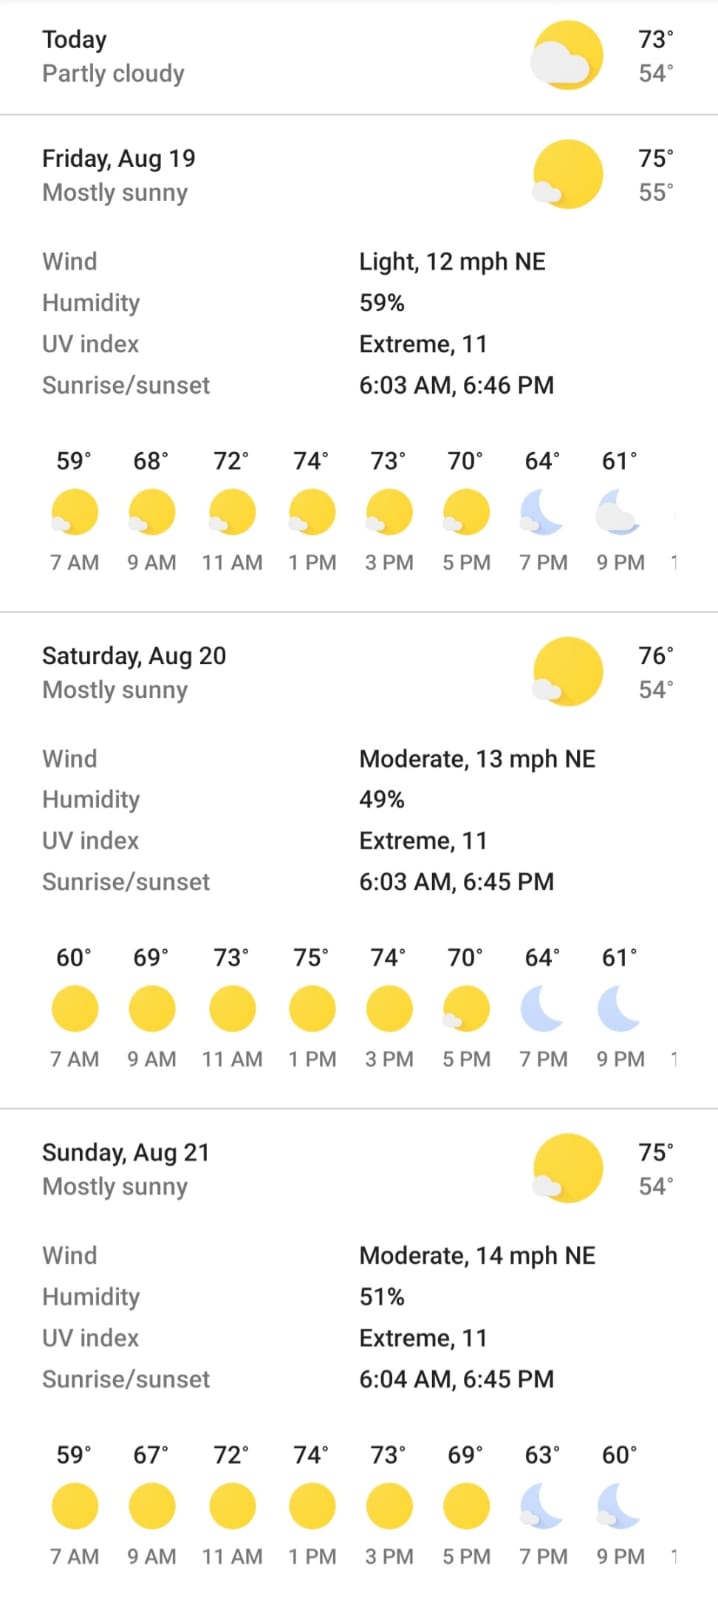 Today 73°
Partly cloudy 54°
Friday, Aug 19 75°
Mostly sunny 55°
Wind Light, 12 mph NE
Humidity 59%
UV index Extreme, 11
Sunrise/sunset 6:03 AM, 6:46 PM
59° 68° 72° 74° 73° 70° 64° 61°
7 AM 9 AM 11 AM 1 PM 3 PM 5 PM 7 PM 9 PM
Saturday, Aug 20 76°
Mostly sunny 54°
Wind Moderate, 13 mph NE
Humidity 49%
UV index Extreme, 11
Sunrise/sunset 6:03 AM, 6:45 PM
60° 69° 73° 75° 74° 70° 64° 61°
7 AM 9 AM 11 AM 1 PM 3 PM 5 PM 7 PM 9 PM
Sunday, Aug 21 75°
Mostly sunny 54°
Wind Moderate, 14 mph NE
Humidity 51%
UV index Extreme, 11
Sunrise/sunset 6:04 AM, 6:45 PM
59° 67° 72° 74° 73° 69° 63° 60°
7 AM 9 AM 11 AM 1 PM 3 PM 5 PM 7 PM 9 PM